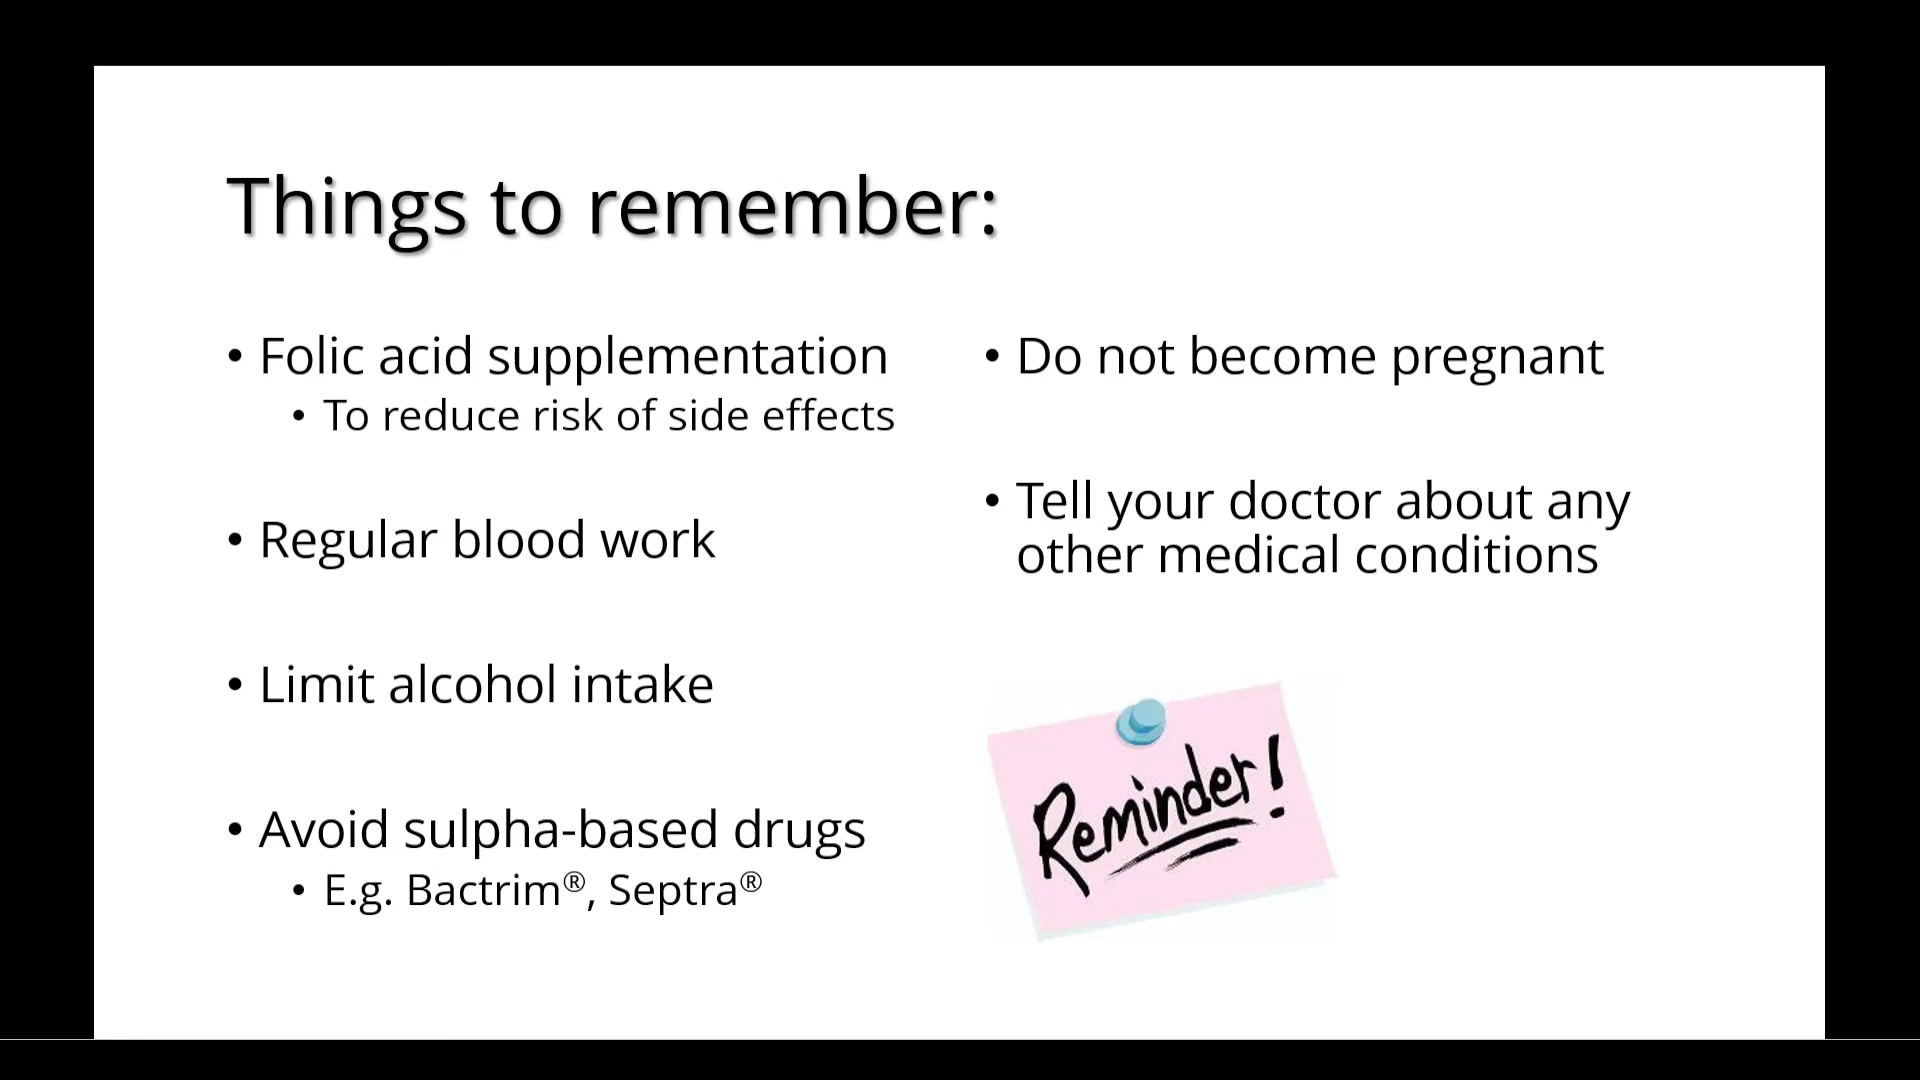 Things to remember:
• Folic acid supplementation
• To reduce risk of side effects
• Regular blood work
• Limit alcohol intake
• Avoid sulpha-based drugs
• E.g. Bactrim®, Septra®
• Do not become pregnant
• Tell your doctor about any
other medical conditions
Reminder!